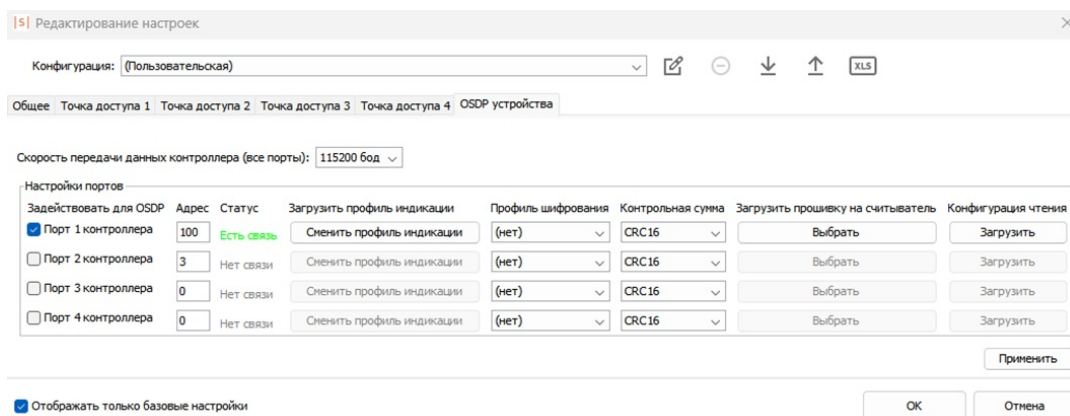 |S| Редактирование настроек
Конфигурация: (Пользовательская) XLS
Общее Точка доступа 1 Точка доступа 2 Точка доступа 3 Точка доступа 4 OSDP устройства
Скорость передачи данных контроллера (все порты): 115200 бод
Настройки портов
Задействовать для OSDP Адрес Статус Загрузить профиль индикации Профиль шифрования Контрольная сумма Загрузить прошивку на считыватель Конфигурация чтения
Порт 1 контроллера 100 Есть связь Сменить профиль индикации (нет) CRC16 Выбрать Загрузить
Порт 2 контроллера 3 Нет связи Сменить профиль индикации (нет) CRC16 Выбрать Загрузить
Порт 3 контроллера 0 Нет связи Сменить профиль индикации (нет) CRC16 Выбрать Загрузить
Порт 4 контроллера 0 Нет связи Сменить профиль индикации (нет) CRC16 Выбрать Загрузить
Применить
Отображать только базовые настройки OK Отмена